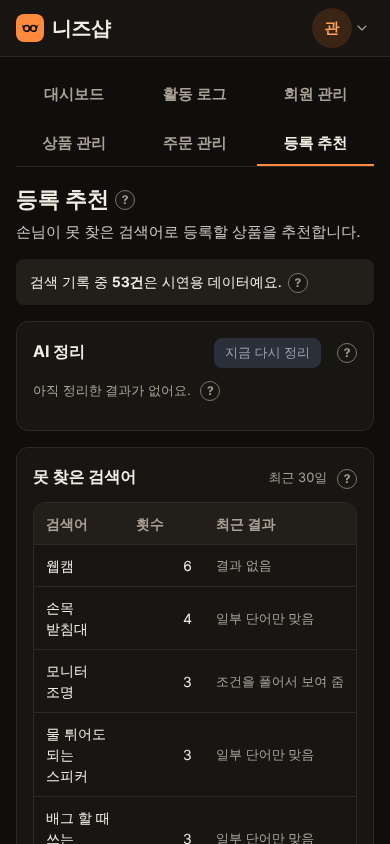 니즈샵
관
대시보드
활동 로그
회원 관리
상품 관리
주문 관리
등록 추천
등록 추천 ?
손님이 못 찾은 검색어로 등록할 상품을 추천합니다.
검색 기록 중 53건은 시연용 데이터예요. ?
AI 정리
지금 다시 정리
?
아직 정리한 결과가 없어요. ?
못 찾은 검색어
최근 30일 ?
검색어 횟수 최근 결과
웹캠 6 결과 없음
손목
받침대
4 일부 단어만 맞음
모니터
조명
3 조건을 풀어서 보여 줌
물 튀어도
되는
스피커
3 일부 단어만 맞음
배그 할 때
쓰는
3 일부 단어만 맞음